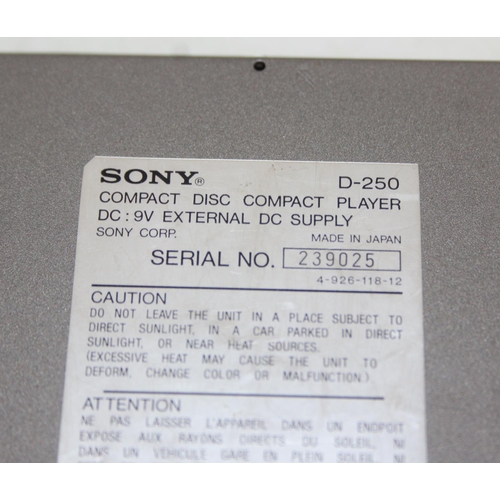 SONY® D-250
COMPACT DISC COMPACT PLAYER
DC : 9V EXTERNAL DC SUPPLY
SONY CORP. MADE IN JAPAN
SERIAL NO. 239025
4-926-118-12
CAUTION
DO NOT LEAVE THE UNIT IN A PLACE SUBJECT TO
DIRECT SUNLIGHT, IN A CAR PARKED IN DIRECT
SUNLIGHT, OR NEAR HEAT SOURCES.
(EXCESSIVE HEAT MAY CAUSE THE UNIT TO
DEFORM, CHANGE COLOR OR MALFUNCTION.)
ATTENTION
NE PAS LAISSER L'APPAREIL DANS UN ENDROIT
EXPOSE AUX RAYONS DIRECTS DU SOLEIL, NI
DANS UN VEHICULE GARE EN PLEIN SOLEIL, NI